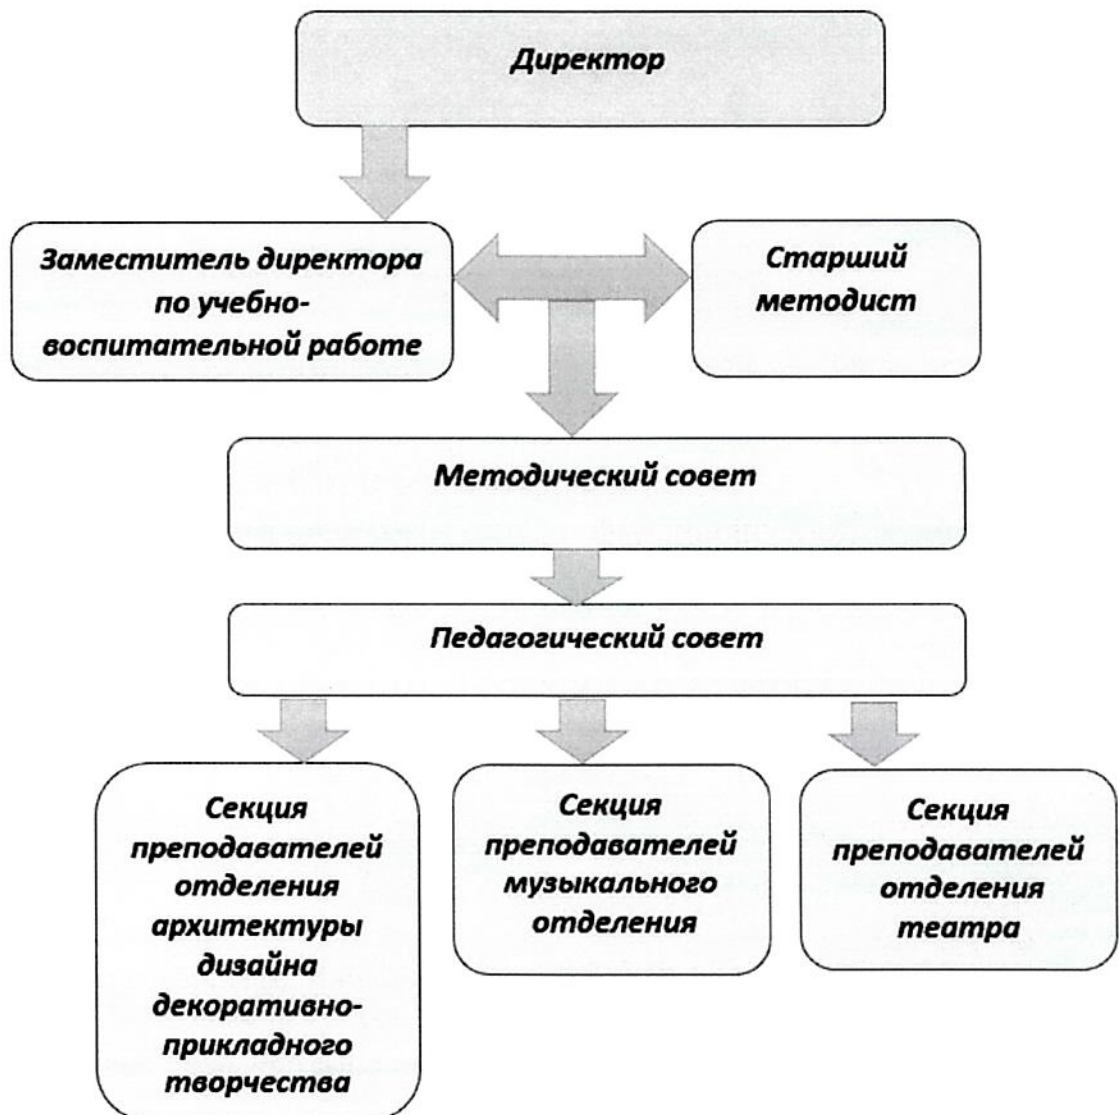 Директор
Заместитель директора
по учебно-
воспитательной работе
Старший
методист
Методический совет
Педагогический совет
Секция
преподавателей
отделения
архитектуры
дизайна
декоративно-
прикладного
творчества
Секция
преподавателей
музыкального
отделения
Секция
преподавателей
отделения
театра